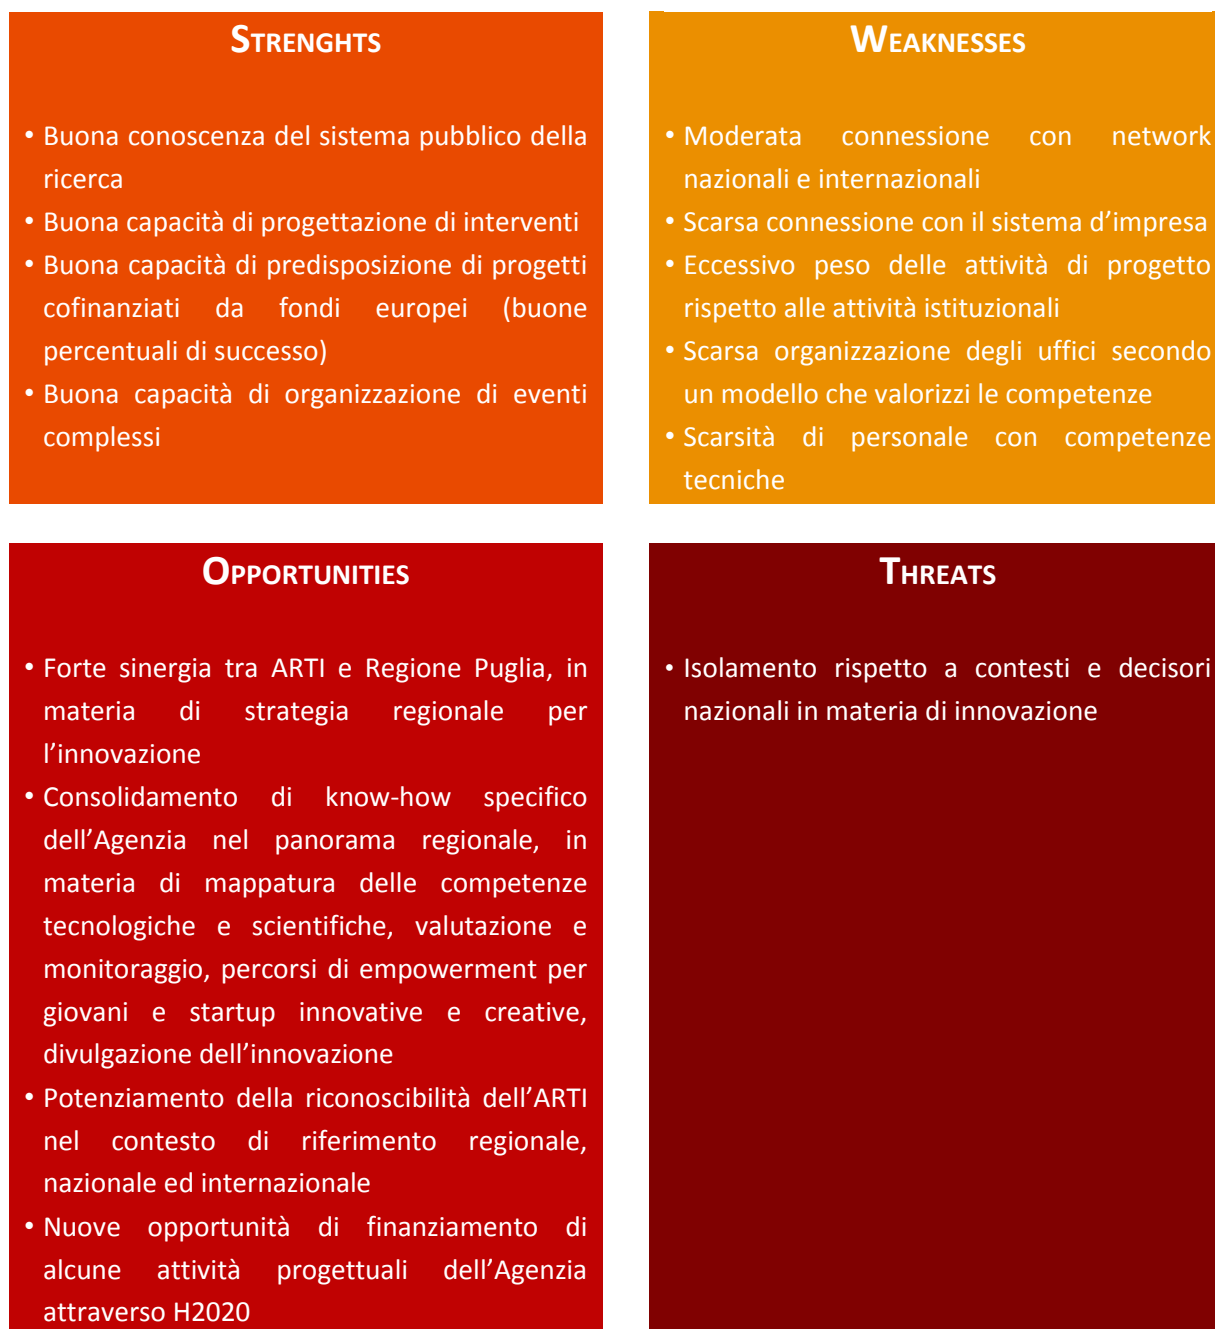 STRENGHTS
• Buona conoscenza del sistema pubblico della
ricerca
• Buona capacità di progettazione di interventi
• Buona capacità di predisposizione di progetti
cofinanziati da fondi europei (buone
percentuali di successo)
• Buona capacità di organizzazione di eventi
complessi
WEAKNESSES
• Moderata connessione con network
nazionali e internazionali
• Scarsa connessione con il sistema d’impresa
• Eccessivo peso delle attività di progetto
rispetto alle attività istituzionali
• Scarsa organizzazione degli uffici secondo
un modello che valorizzi le competenze
• Scarsità di personale con competenze
tecniche
OPPORTUNITIES
• Forte sinergia tra ARTI e Regione Puglia, in
materia di strategia regionale per
l’innovazione
• Consolidamento di know-how specifico
dell’Agenzia nel panorama regionale, in
materia di mappatura delle competenze
tecnologiche e scientifiche, valutazione e
monitoraggio, percorsi di empowerment per
giovani e startup innovative e creative,
divulgazione dell’innovazione
• Potenziamento della riconoscibilità dell’ARTI
nel contesto di riferimento regionale,
nazionale ed internazionale
• Nuove opportunità di finanziamento di
alcune attività progettuali dell’Agenzia
attraverso H2020
THREATS
• Isolamento rispetto a contesti e decisori
nazionali in materia di innovazione